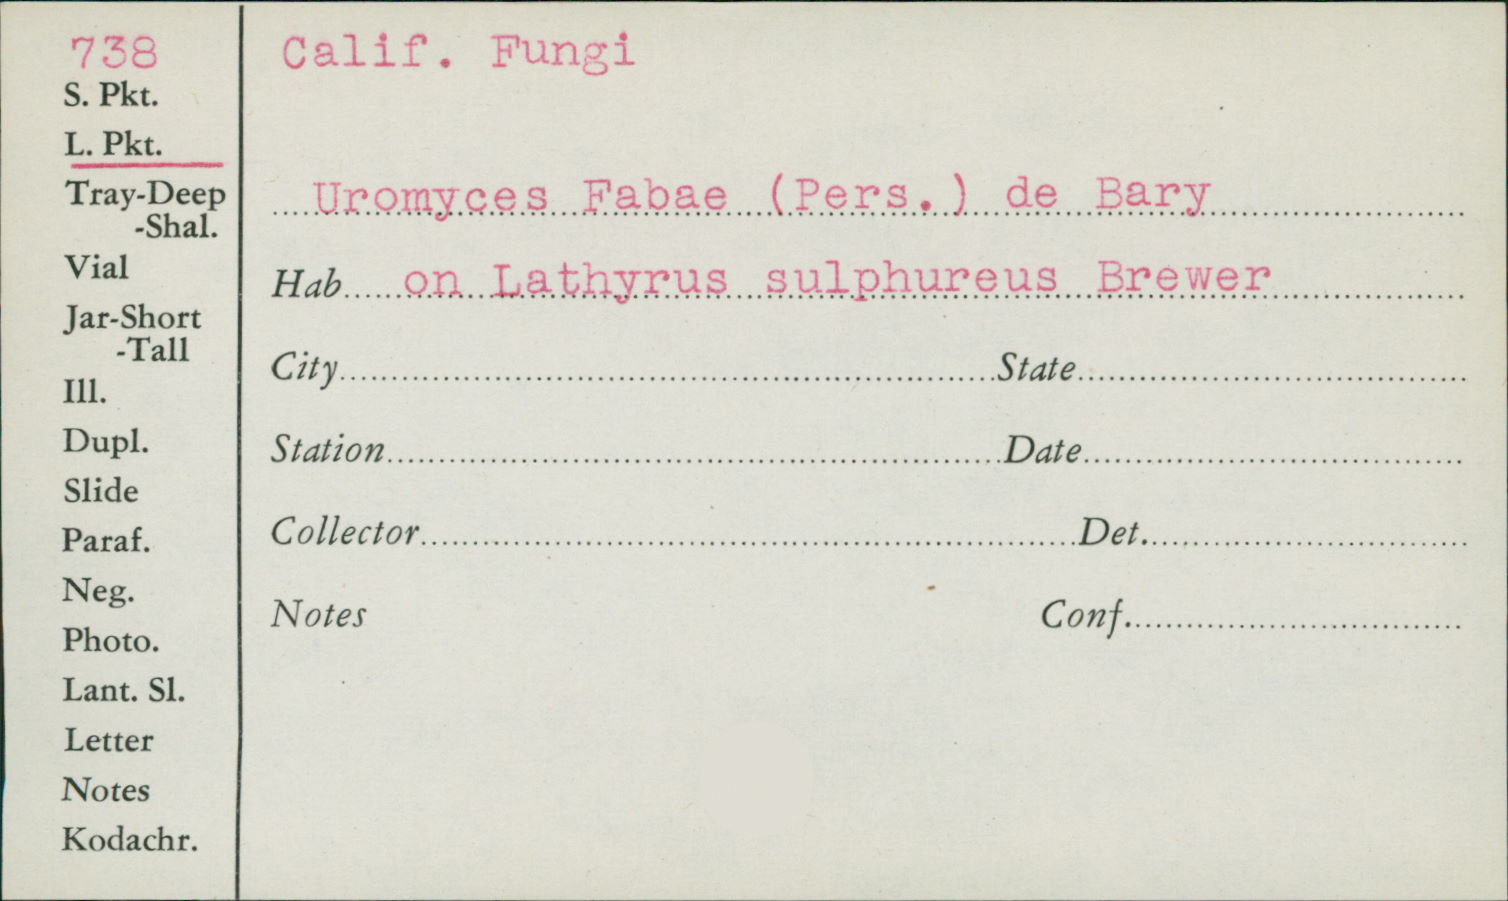 738
S. Pkt.
L. Pkt.
Tray-Deep
-Shal.
Vial
Jar-Short
-Tall
Ill.
Dupl.
Slide
Paraf.
Neg.
Photo.
Lant. Sl.
Letter
Notes
Kodachr.
Calif. Fungi
Uromyces Fabae (Pers.) de Bary
Hab on Lathyrus sulphureus Brewer
City State
Station Date
Collector Det.
Notes Conf.